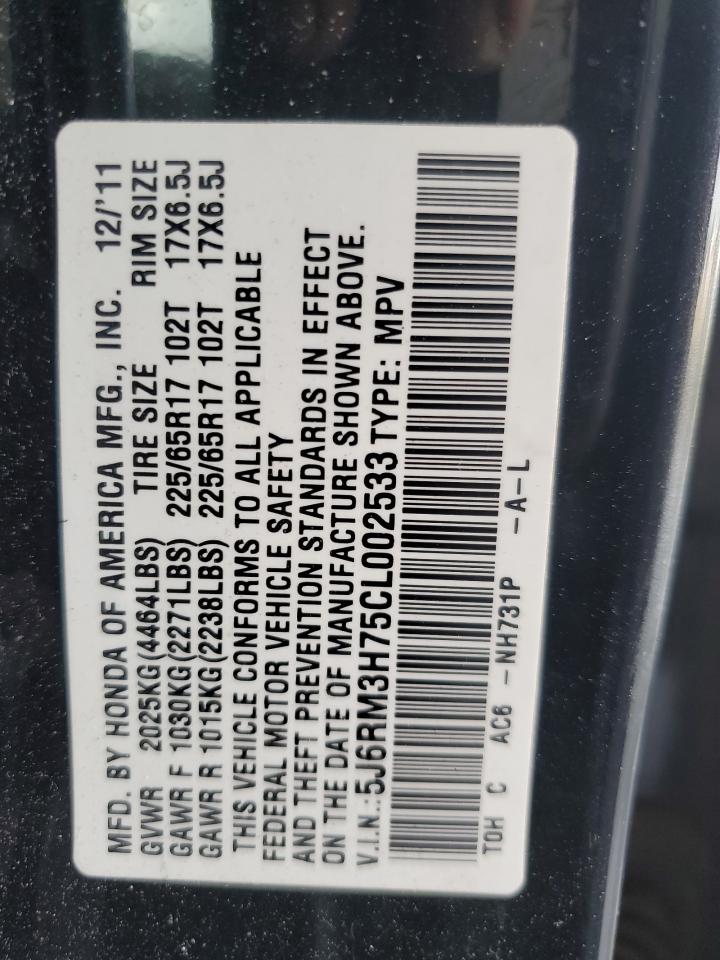 MFD. BY HONDA OF AMERICA MFG., INC. 12/'11
GVWR 2025KG (4464LBS) TIRE SIZE RIM SIZE
GAWR F 1030KG (2271LBS) 225/65R17 102T 17X6.5J
GAWR R 1015KG (2238LBS) 225/65R17 102T 17X6.5J
THIS VEHICLE CONFORMS TO ALL APPLICABLE
FEDERAL MOTOR VEHICLE SAFETY
AND THEFT PREVENTION STANDARDS IN EFFECT
ON THE DATE OF MANUFACTURE SHOWN ABOVE.
V.I.N.:5J6RM3H75CL002533 TYPE: MPV
TOH C AC6 -NH731P -A-L